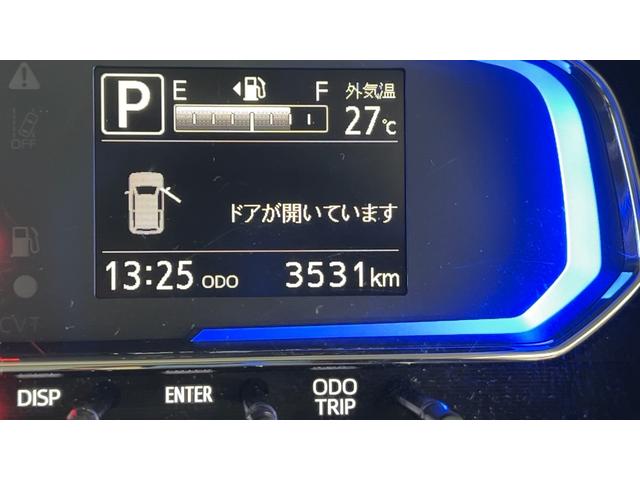 P E F 外気温
27℃
OFF
ドアが開いています
13:25 ODO 3531km
CVT
DISP ENTER ODO TRIP